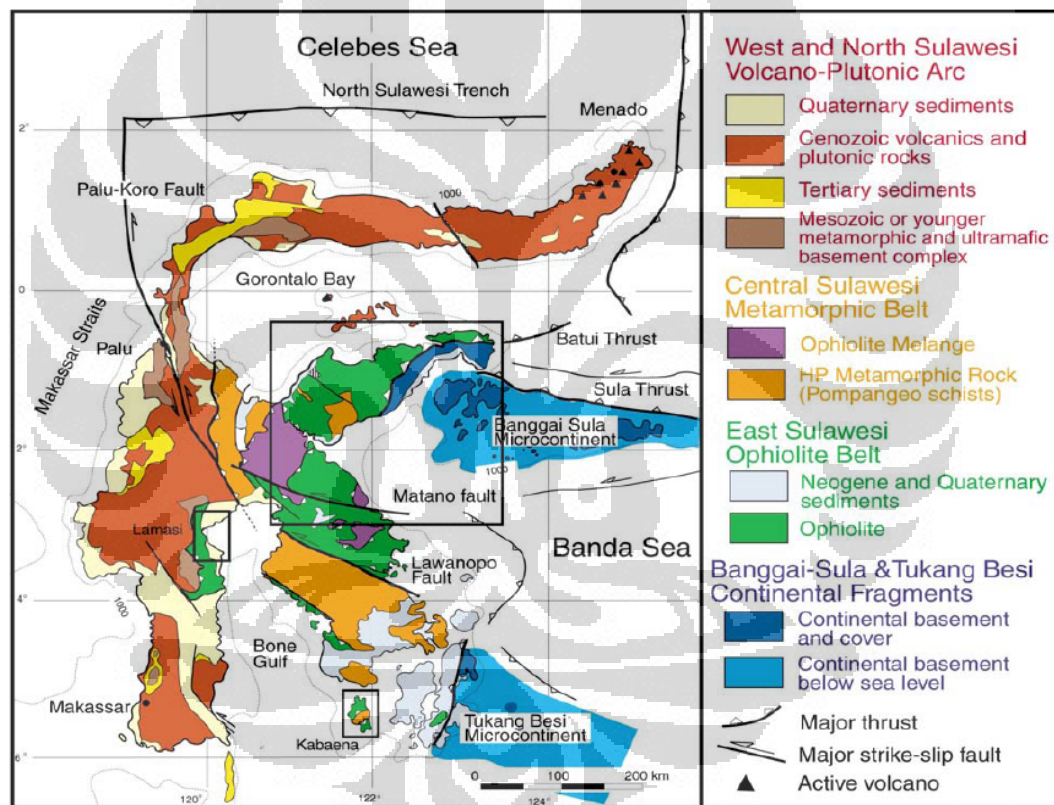 Celebes Sea
North Sulawesi Trench
Menado
2°
Palu-Koro Fault
1000
Gorontalo Bay
0
Makassar Straits
Palu
Batui Thrust
Sula Thrust
Banggai Sula
Microcontinent
1000
2°
Matano fault
Lamasi
Banda Sea
Lawanopo
Fault
4°
1000
Bone
Gulf
Makassar
Kabaena
Tukang Besi
Microcontinent
6°
0 100 200 km
120°
122°
124°
West and North Sulawesi
Volcano-Plutonic Arc
Quaternary sediments
Cenozoic volcanics and
plutonic rocks
Tertiary sediments
Mesozoic or younger
metamorphic and ultramafic
basement complex
Central Sulawesi
Metamorphic Belt
Ophiolite Melange
HP Metamorphic Rock
(Pompangeo schists)
East Sulawesi
Ophiolite Belt
Neogene and Quaternary
sediments
Ophiolite
Banggai-Sula &Tukang Besi
Continental Fragments
Continental basement
and cover
Continental basement
below sea level
Major thrust
Major strike-slip fault
Active volcano